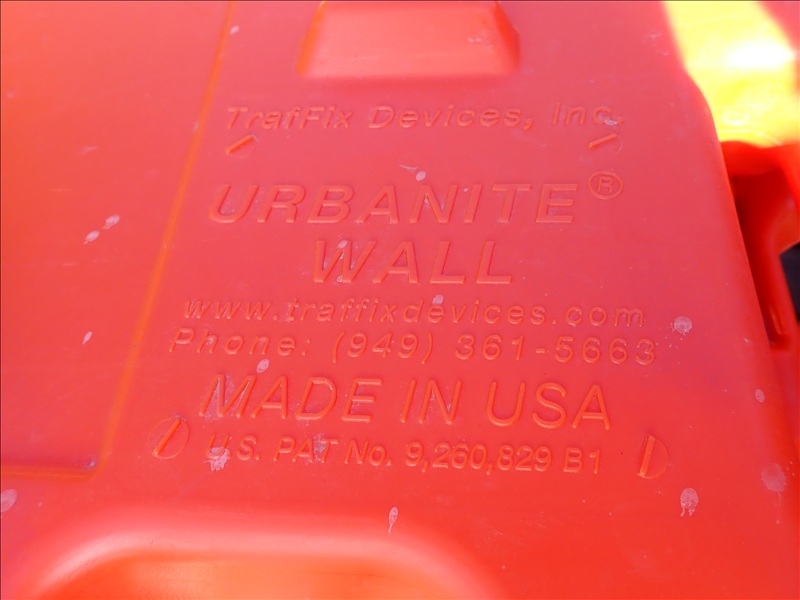 TrafFix Devices, Inc.
URBANITE®
WALL
www.traffixdevices.com
Phone: (949) 361-5663
MADE IN USA
U.S. PAT No. 9,260,829 B1